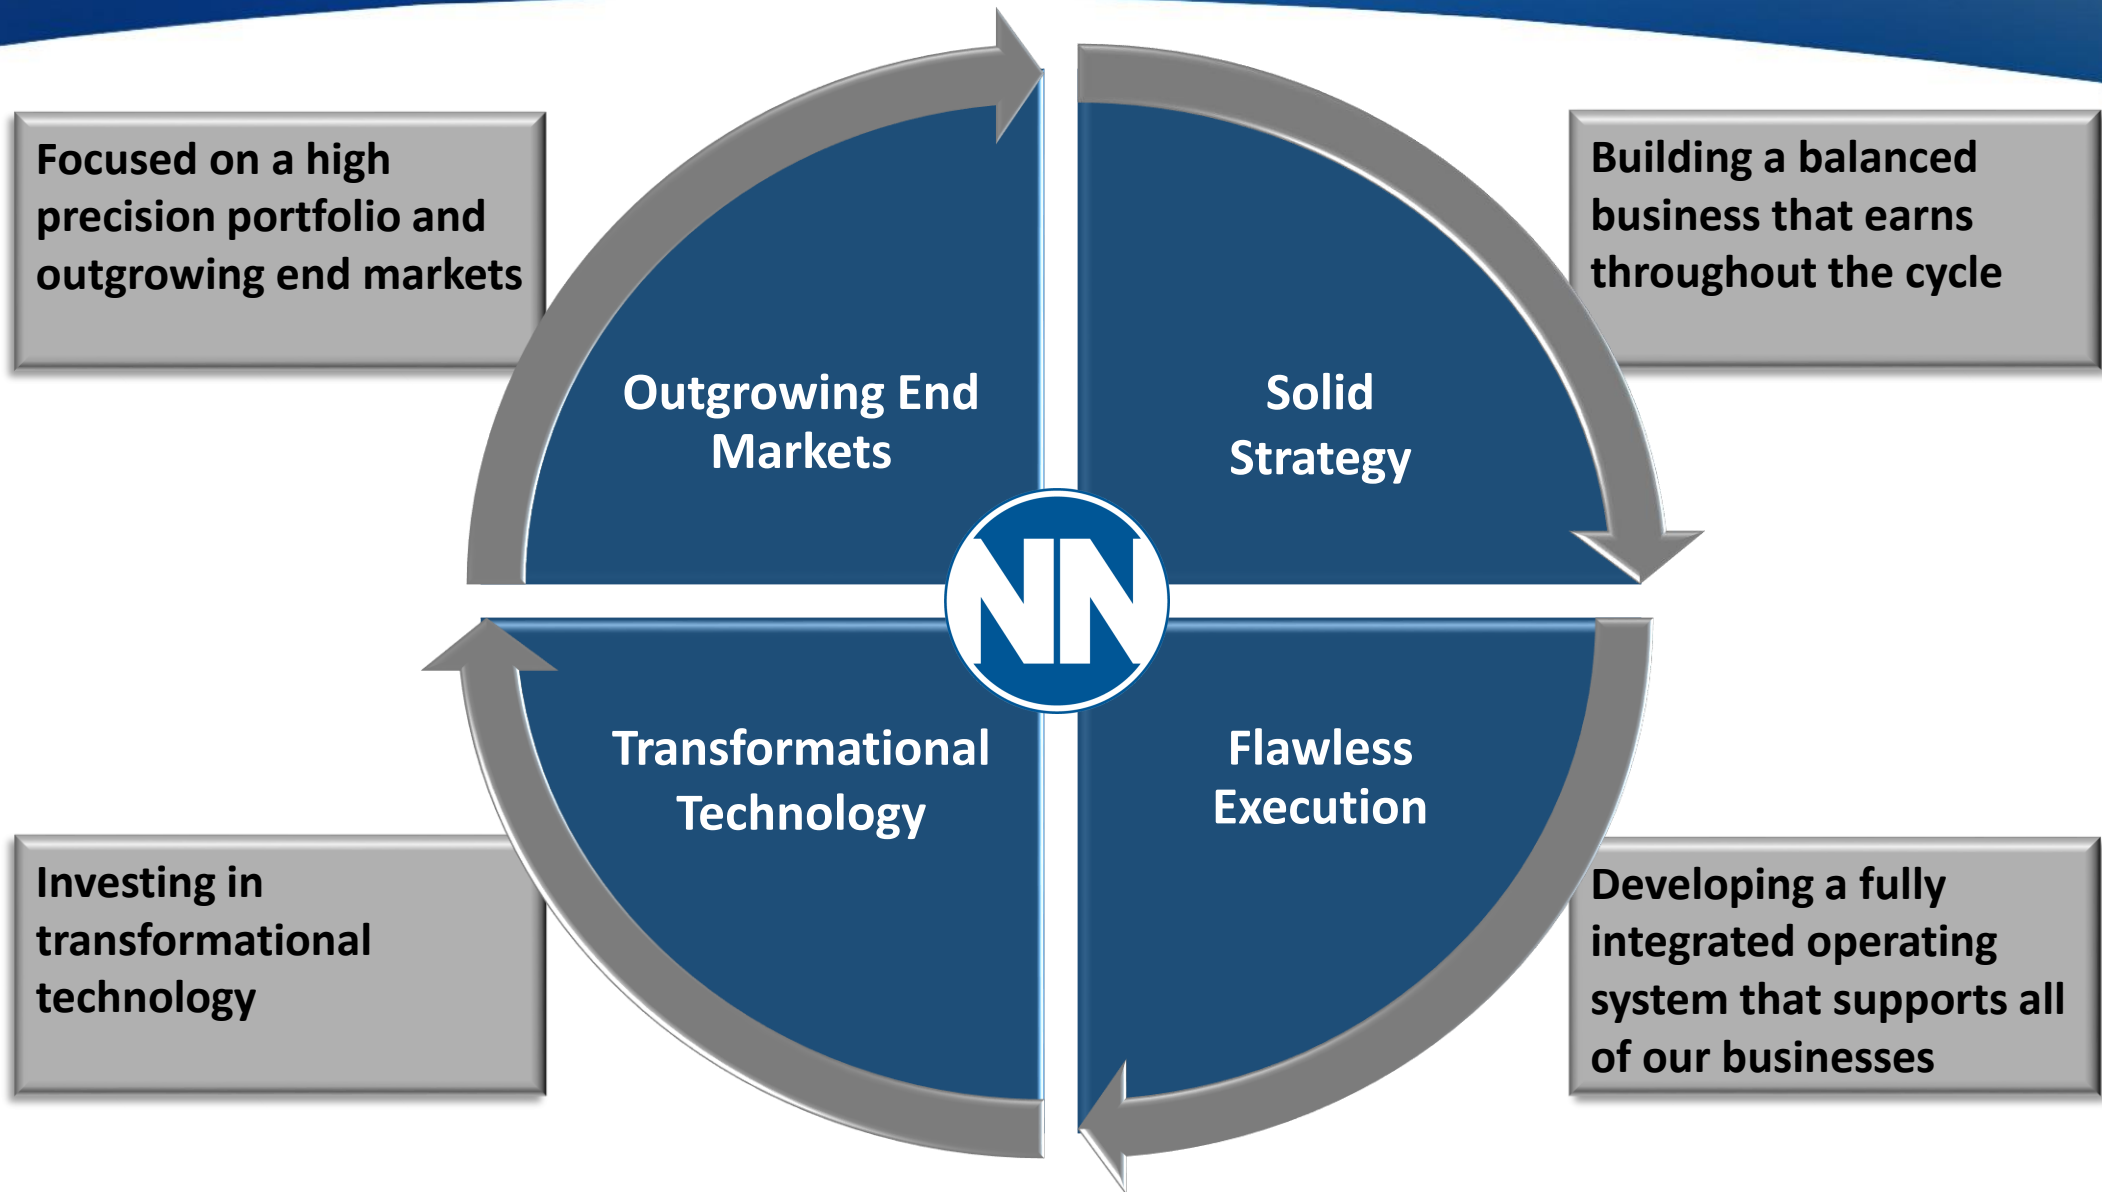 Focused on a high
precision portfolio and
outgrowing end markets
Building a balanced
business that earns
throughout the cycle
Outgrowing End
Markets
Solid
Strategy
NN
Transformational
Technology
Flawless
Execution
Investing in
transformational
technology
Developing a fully
integrated operating
system that supports all
of our businesses